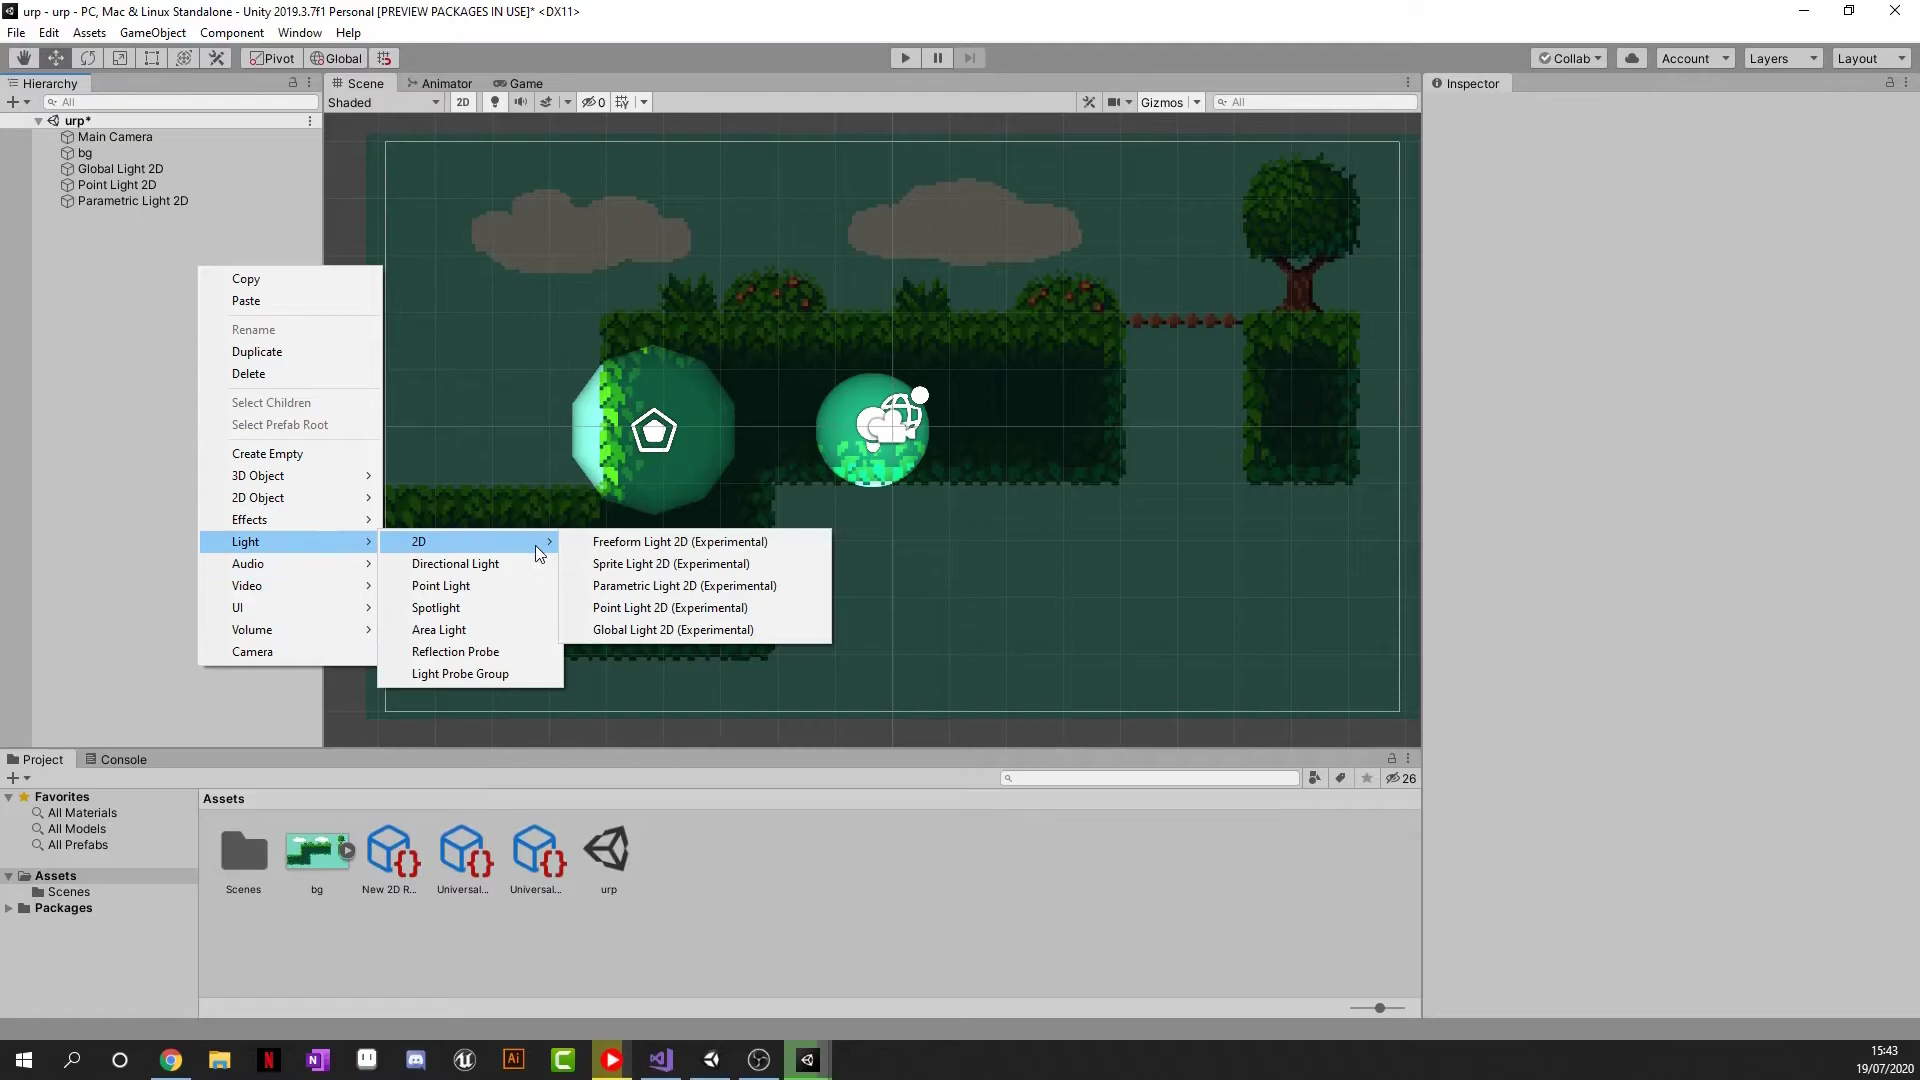 urp - urp - PC, Mac & Linux Standalone - Unity 2019.3.7f1 Personal [PREVIEW PACKAGES IN USE]* <DX11>
File Edit Assets GameObject Component Window Help
Pivot Global Collab Account Layers Layout
Hierarchy Scene Animator Game Inspector
All Shaded 2D 0 Gizmos All
urp*
Main Camera
bg
Global Light 2D
Point Light 2D
Parametric Light 2D
Copy
Paste
Rename
Duplicate
Delete
Select Children
Select Prefab Root
Create Empty
3D Object
2D Object
Effects
Light
Audio
Video
UI
Volume
Camera
2D
Directional Light
Point Light
Spotlight
Area Light
Reflection Probe
Light Probe Group
Freeform Light 2D (Experimental)
Sprite Light 2D (Experimental)
Parametric Light 2D (Experimental)
Point Light 2D (Experimental)
Global Light 2D (Experimental)
Project Console
26
Favorites
All Materials
All Models
All Prefabs
Assets
Scenes
Packages
Assets
Scenes bg New 2D R... Universal... Universal... urp
15:43
19/07/2020